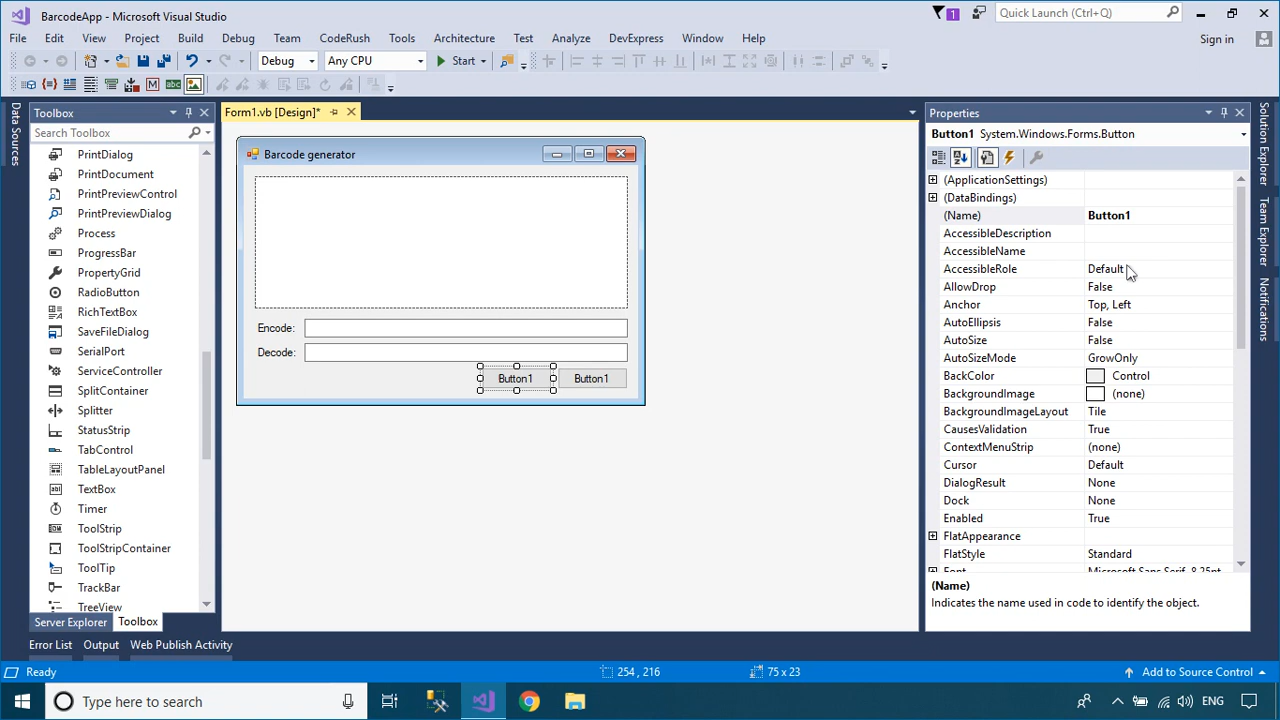 BarcodeApp - Microsoft Visual Studio
1
Quick Launch (Ctrl+Q)
File Edit View Project Build Debug Team CodeRush Tools Architecture Test Analyze DevExpress Window Help
Sign in
Debug Any CPU Start
Data Sources
Toolbox
Search Toolbox
PrintDialog
PrintDocument
PrintPreviewControl
PrintPreviewDialog
Process
ProgressBar
PropertyGrid
RadioButton
RichTextBox
SaveFileDialog
SerialPort
ServiceController
SplitContainer
Splitter
StatusStrip
TabControl
TableLayoutPanel
TextBox
Timer
ToolStrip
ToolStripContainer
ToolTip
TrackBar
TreeView
Server Explorer Toolbox
Form1.vb [Design]*
Barcode generator
Encode:
Decode:
Button1 Button1
Properties
Button1 System.Windows.Forms.Button
(ApplicationSettings)
(DataBindings)
(Name) Button1
AccessibleDescription
AccessibleName
AccessibleRole Default
AllowDrop False
Anchor Top, Left
AutoEllipsis False
AutoSize False
AutoSizeMode GrowOnly
BackColor Control
BackgroundImage (none)
BackgroundImageLayout Tile
CausesValidation True
ContextMenuStrip (none)
Cursor Default
DialogResult None
Dock None
Enabled True
FlatAppearance
FlatStyle Standard
Font Microsoft Sans Serif, 8.25pt
(Name)
Indicates the name used in code to identify the object.
Solution Explorer
Team Explorer
Notifications
Error List Output Web Publish Activity
Ready 254 , 216 75 x 23 Add to Source Control
Type here to search
ENG